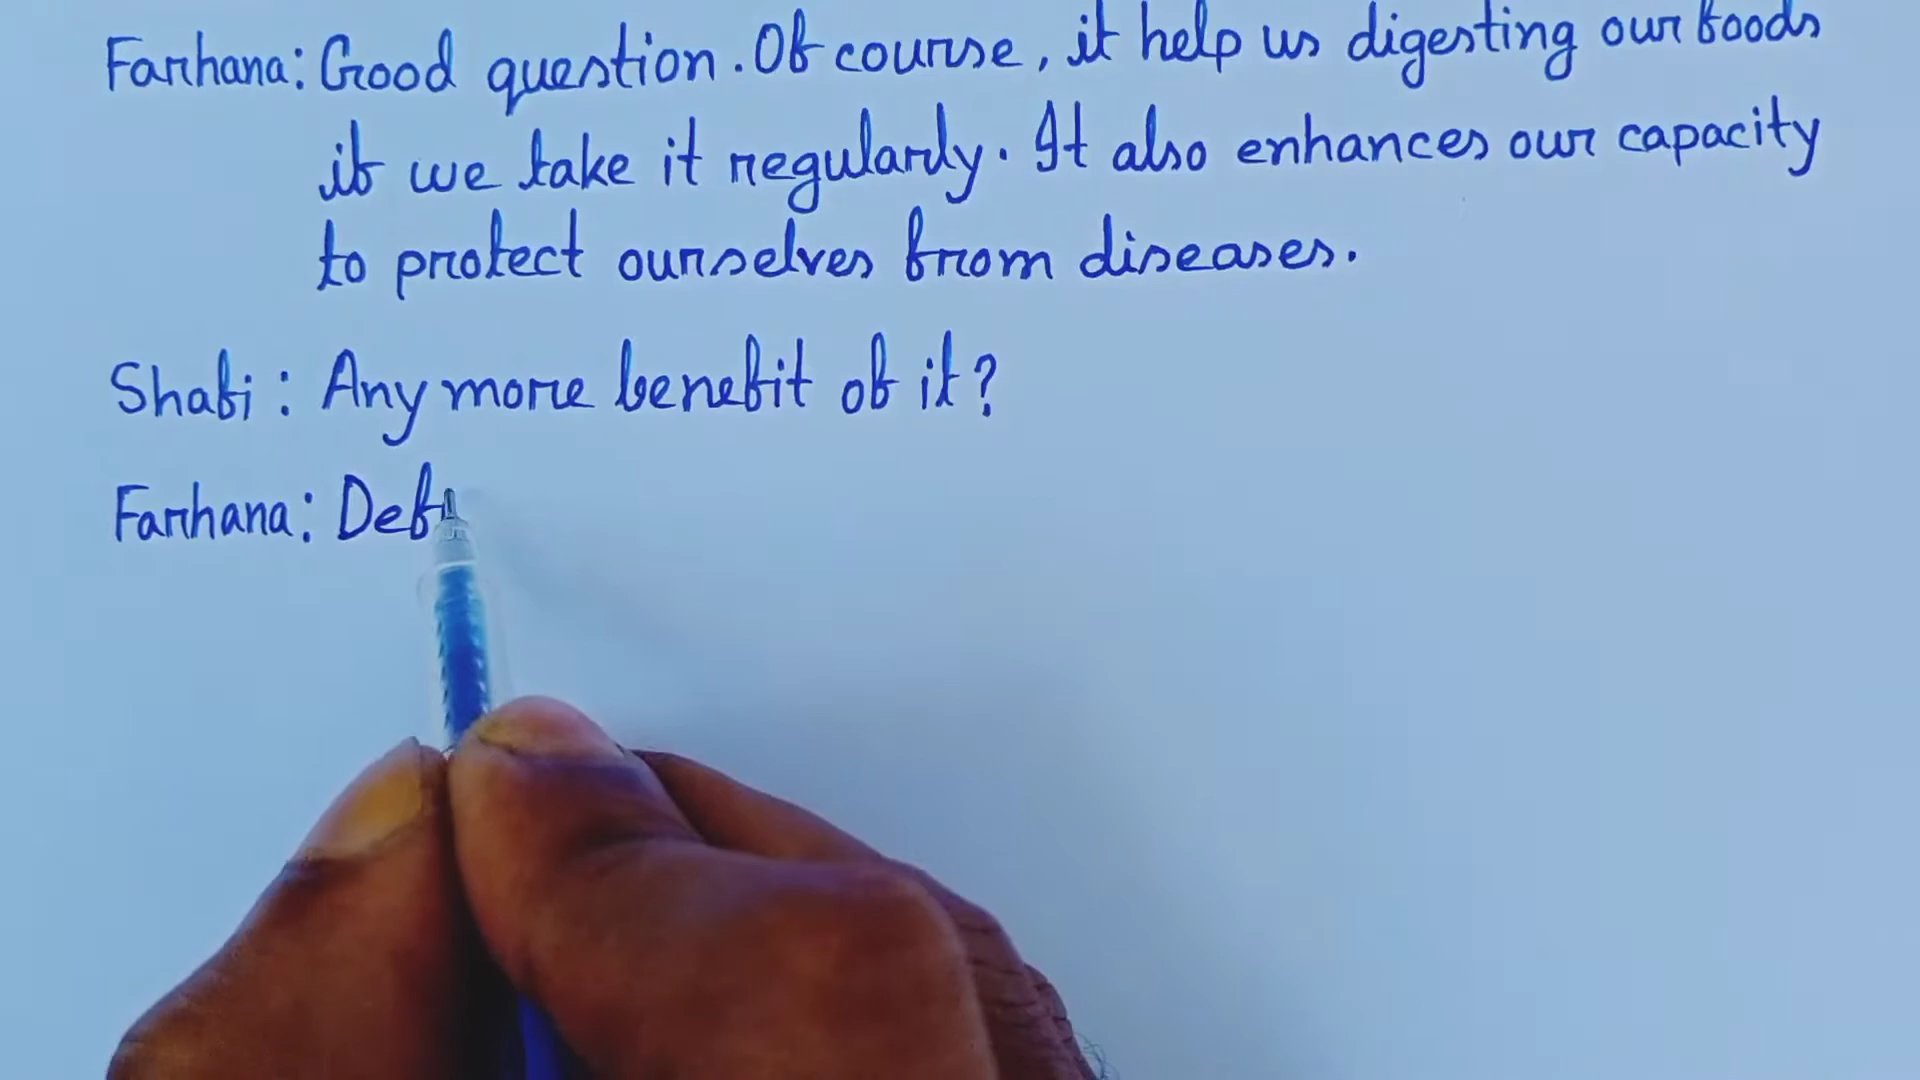 Farhana: Good question. Of course, it help us digesting our foods
if we take it regularly. It also enhances our capacity
to protect ourselves from diseases.
Shafi: Any more benefit of it?
Farhana: Def